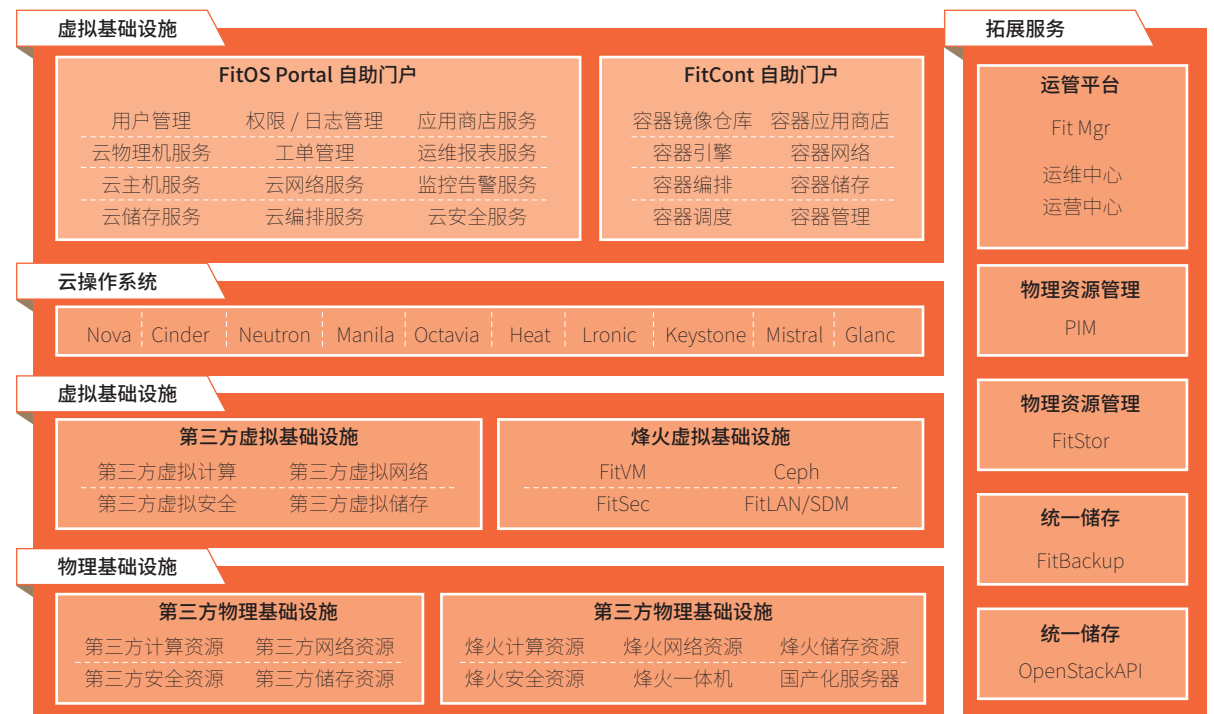 虚拟基础设施
FitOS Portal 自助门户
用户管理 权限 / 日志管理 应用商店服务
云物理机服务 工单管理 运维报表服务
云主机服务 云网络服务 监控告警服务
云储存服务 云编排服务 云安全服务
FitCont 自助门户
容器镜像仓库 容器应用商店
容器引擎 容器网络
容器编排 容器储存
容器调度 容器管理
云操作系统
Nova Cinder Neutron Manila Octavia Heat Lronic Keystone Mistral Glanc
虚拟基础设施
第三方虚拟基础设施
第三方虚拟计算 第三方虚拟网络
第三方虚拟安全 第三方虚拟储存
烽火虚拟基础设施
FitVM Ceph
FitSec FitLAN/SDM
物理基础设施
第三方物理基础设施
第三方计算资源 第三方网络资源
第三方安全资源 第三方储存资源
第三方物理基础设施
烽火计算资源 烽火网络资源 烽火储存资源
烽火安全资源 烽火一体机 国产化服务器
拓展服务
运管平台
Fit Mgr
运维中心
运营中心
物理资源管理
PIM
物理资源管理
FitStor
统一储存
FitBackup
统一储存
OpenStackAPI